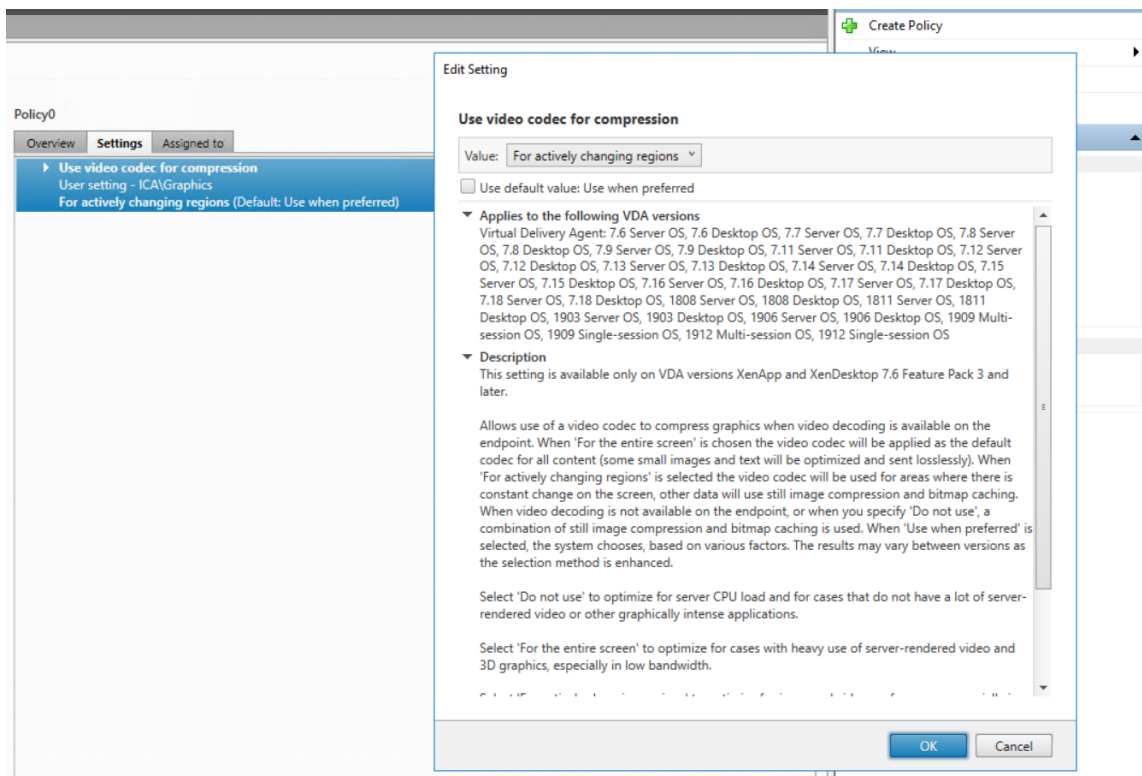 Create Policy
View
Edit Setting
Policy0
Use video codec for compression
Overview Settings Assigned to
Value: For actively changing regions
Use video codec for compression
User setting - ICA\Graphics
For actively changing regions (Default: Use when preferred)
Use default value: Use when preferred
Applies to the following VDA versions
Virtual Delivery Agent: 7.6 Server OS, 7.6 Desktop OS, 7.7 Server OS, 7.7 Desktop OS, 7.8 Server
OS, 7.8 Desktop OS, 7.9 Server OS, 7.9 Desktop OS, 7.11 Server OS, 7.11 Desktop OS, 7.12 Server
OS, 7.12 Desktop OS, 7.13 Server OS, 7.13 Desktop OS, 7.14 Server OS, 7.14 Desktop OS, 7.15
Server OS, 7.15 Desktop OS, 7.16 Server OS, 7.16 Desktop OS, 7.17 Server OS, 7.17 Desktop OS,
7.18 Server OS, 7.18 Desktop OS, 1808 Server OS, 1808 Desktop OS, 1811 Server OS, 1811
Desktop OS, 1903 Server OS, 1903 Desktop OS, 1906 Server OS, 1906 Desktop OS, 1909 Multi-
session OS, 1909 Single-session OS, 1912 Multi-session OS, 1912 Single-session OS
Description
This setting is available only on VDA versions XenApp and XenDesktop 7.6 Feature Pack 3 and
later.
Allows use of a video codec to compress graphics when video decoding is available on the
endpoint. When 'For the entire screen' is chosen the video codec will be applied as the default
codec for all content (some small images and text will be optimized and sent losslessly). When
'For actively changing regions' is selected the video codec will be used for areas where there is
constant change on the screen, other data will use still image compression and bitmap caching.
When video decoding is not available on the endpoint, or when you specify 'Do not use', a
combination of still image compression and bitmap caching is used. When 'Use when preferred' is
selected, the system chooses, based on various factors. The results may vary between versions as
the selection method is enhanced.
Select 'Do not use' to optimize for server CPU load and for cases that do not have a lot of server-
rendered video or other graphically intense applications.
Select 'For the entire screen' to optimize for cases with heavy use of server-rendered video and
3D graphics, especially in low bandwidth.
OK Cancel